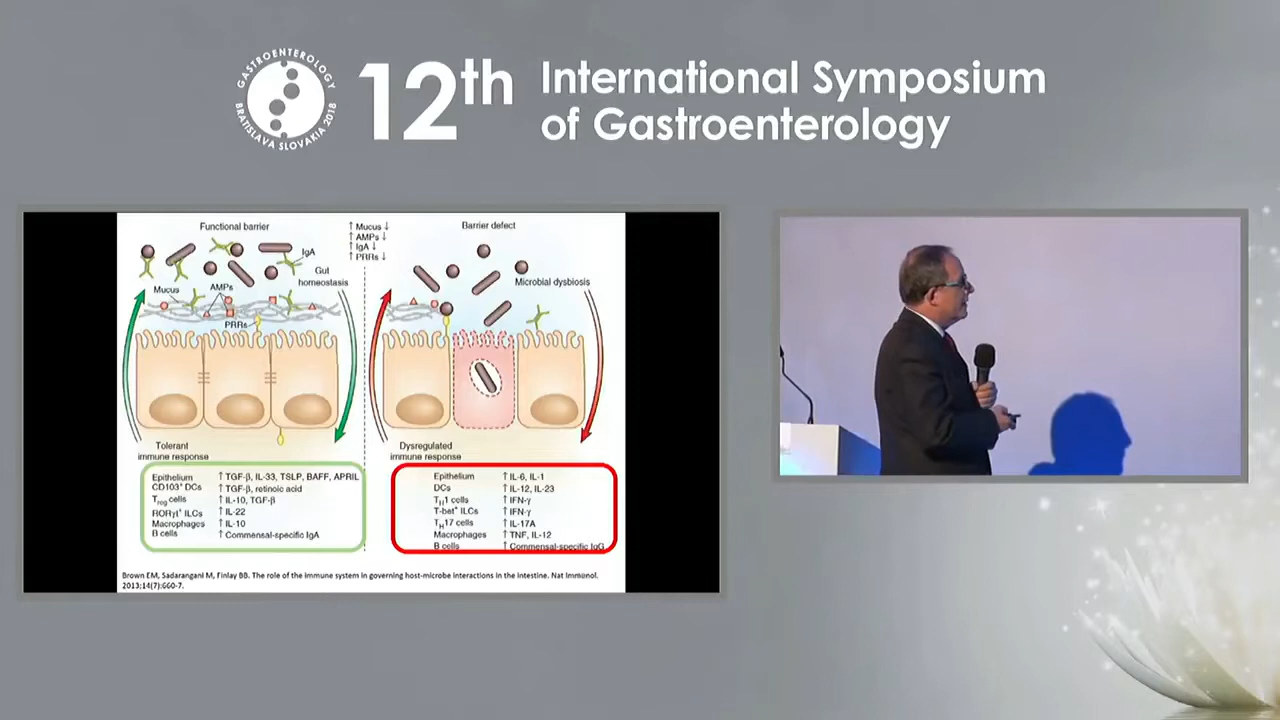 GASTROENTEROLOGY
BRATISLAVA SLOVAKIA 2018
12th
International Symposium
of Gastroenterology
Functional barrier
IgA
Gut
homeostasis
Mucus
AMPs
PRRs
Tolerant
immune response
Epithelium ↑ TGF-β, IL-33, TSLP, BAFF, APRIL
CD103⁺ DCs ↑ TGF-β, retinoic acid
Treg cells ↑ IL-10, TGF-β
RORγt⁺ ILCs ↑ IL-22
Macrophages ↑ IL-10
B cells ↑ Commensal-specific IgA
↑ Mucus ↓
↑ AMPs ↓
↑ IgA ↓
↑ PRRs ↓
Barrier defect
Microbial dysbiosis
Dysregulated
immune response
Epithelium ↑ IL-6, IL-1
DCs ↑ IL-12, IL-23
TH1 cells ↑ IFN-γ
T-bet⁺ ILCs ↑ IFN-γ
TH17 cells ↑ IL-17A
Macrophages ↑ TNF, IL-12
B cells ↑ Commensal-specific IgG
Brown EM, Sadarangani M, Finlay BB. The role of the immune system in governing host-microbe interactions in the intestine. Nat Immunol.
2013;14(7):660-7.